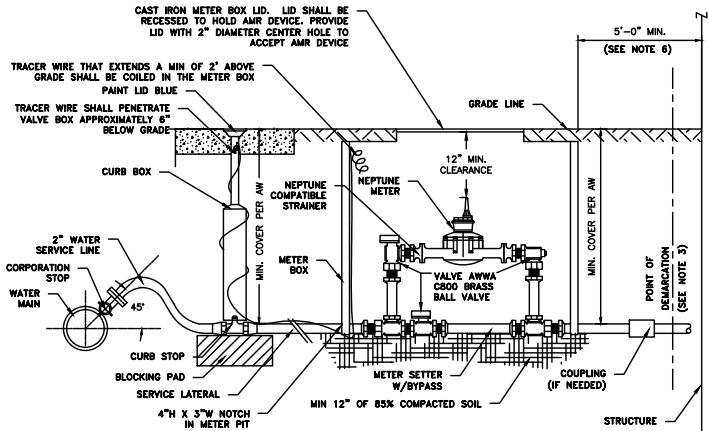 CAST IRON METER BOX LID. LID SHALL BE
RECESSED TO HOLD AMR DEVICE. PROVIDE
LID WITH 2" DIAMETER CENTER HOLE TO
ACCEPT AMR DEVICE
5'-0" MIN.
(SEE NOTE 6)
TRACER WIRE THAT EXTENDS A MIN OF 2' ABOVE
GRADE SHALL BE COILED IN THE METER BOX
PAINT LID BLUE
TRACER WIRE SHALL PENETRATE
VALVE BOX APPROXIMATELY 6"
BELOW GRADE
GRADE LINE
CURB BOX
12" MIN.
CLEARANCE
NEPTUNE
COMPATIBLE
STRAINER
NEPTUNE
METER
MIN. COVER PER AW
MIN. COVER PER AW
2" WATER
SERVICE LINE
CORPORATION
STOP
WATER
MAIN
45°
METER
BOX
VALVE AWWA
C800 BRASS
BALL VALVE
POINT OF
DEMARCATION
(SEE NOTE 3)
CURB STOP
BLOCKING PAD
SERVICE LATERAL
4"H X 3"W NOTCH
IN METER PIT
METER SETTER
W/BYPASS
MIN 12" OF 85% COMPACTED SOIL
COUPLING
(IF NEEDED)
STRUCTURE